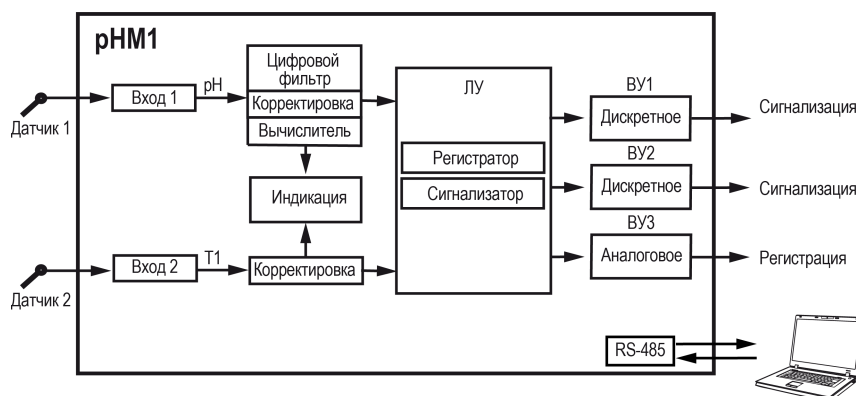 pHM1
Цифровой
фильтр
Корректировка
Вычислитель
Датчик 1
Вход 1
pH
Индикация
Датчик 2
Вход 2
T1
Корректировка
ЛУ
Регистратор
Сигнализатор
ВУ1
Дискретное
Сигнализация
ВУ2
Дискретное
Сигнализация
ВУ3
Аналоговое
Регистрация
RS-485